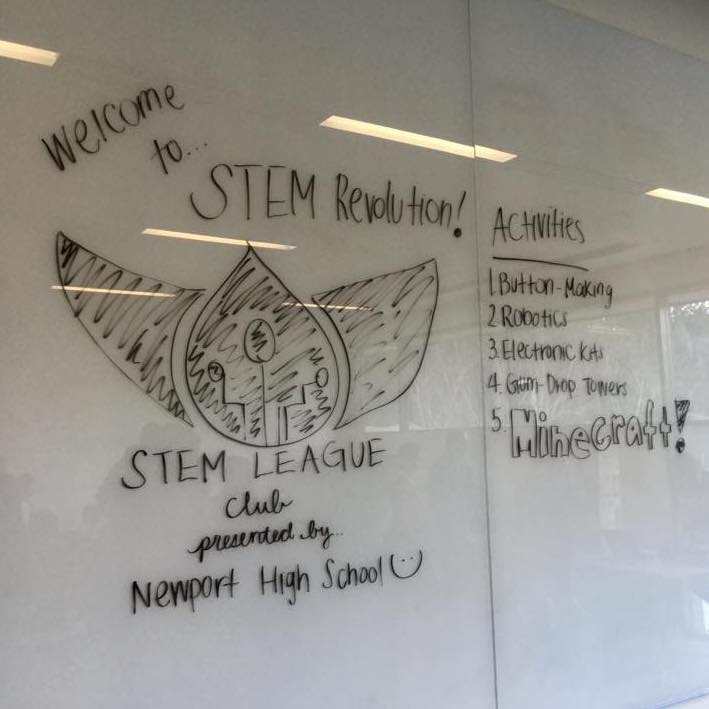 Welcome
to...
STEM Revolution!
STEM LEAGUE
Club
presented by...
Newport High School
Activities
1. Button-Making
2. Robotics
3. Electronic Kits
4. Gum-Drop Towers
5. Minecraft!